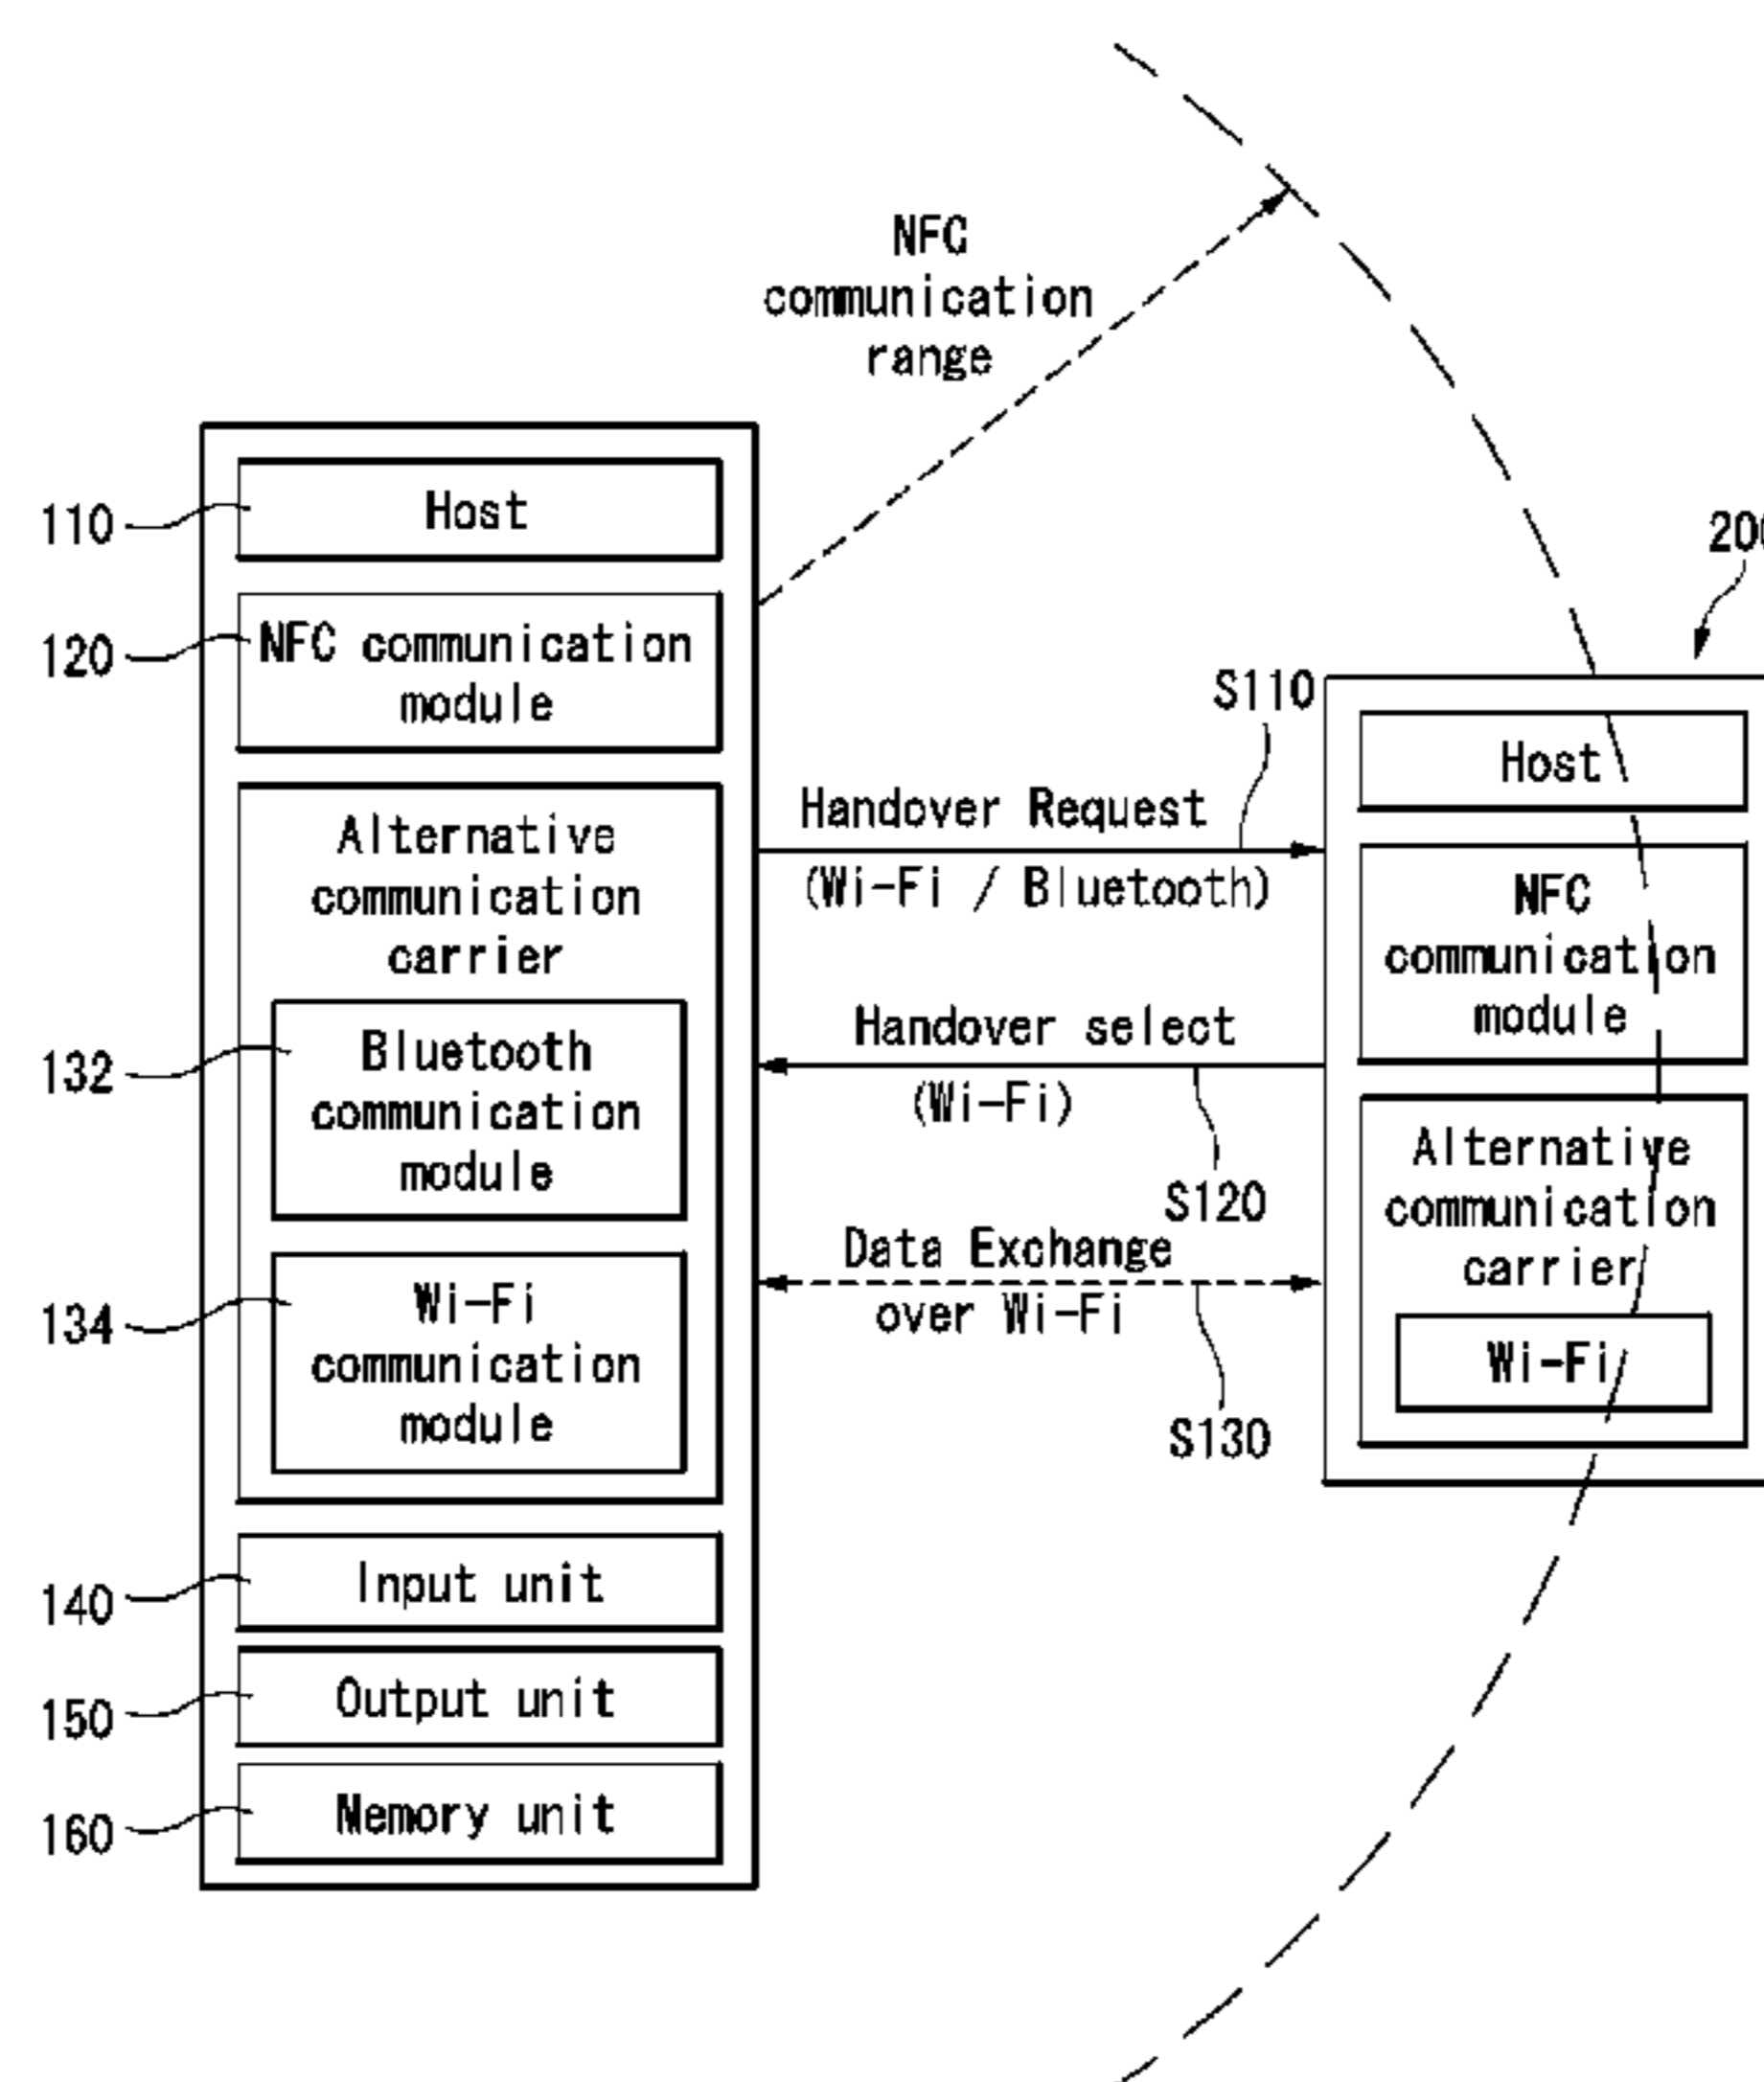 NFC
communication
range
110
Host
120
NFC communication
module
Alternative
communication
carrier
132
Bluetooth
communication
module
134
Wi-Fi
communication
module
140
Input unit
150
Output unit
160
Memory unit
S110
Handover Request
(Wi-Fi / Bluetooth)
Handover select
(Wi-Fi)
S120
Data Exchange
over Wi-Fi
S130
200
Host
NFC
communication
module
Alternative
communication
carrier
Wi-Fi